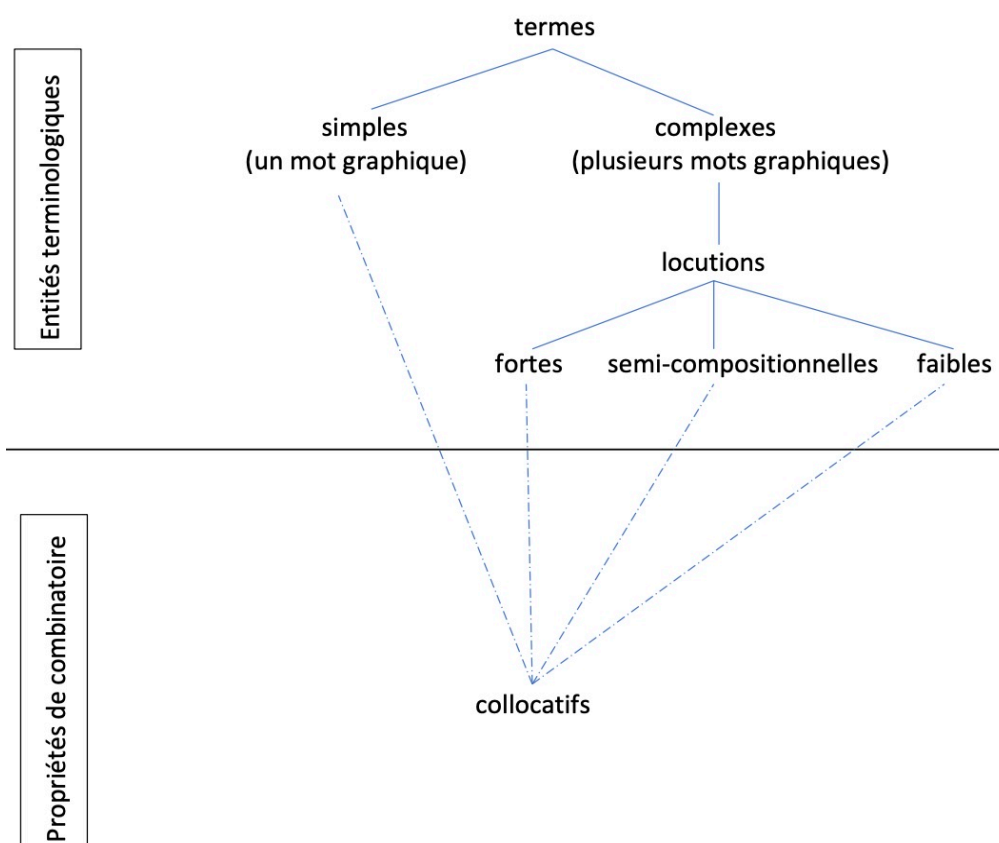 termes
Entités terminologiques
simples
(un mot graphique)
complexes
(plusieurs mots graphiques)
locutions
fortes
semi-compositionnelles
faibles
Propriétés de combinatoire
collocatifs